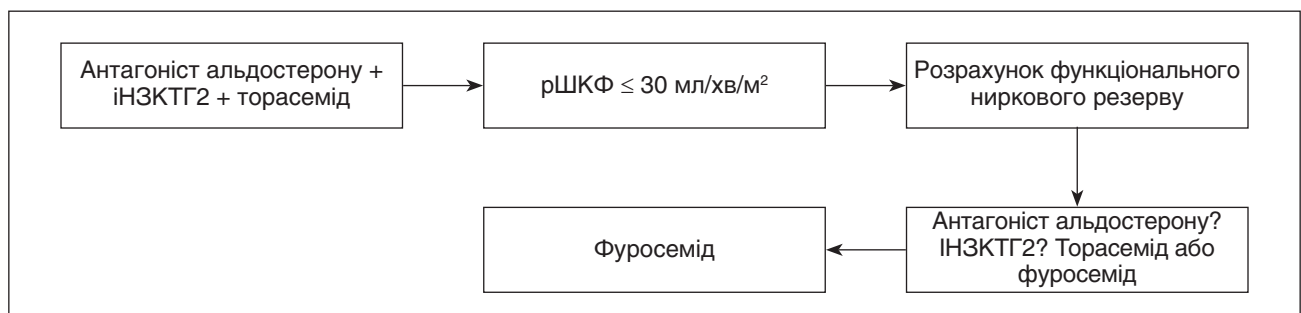 Антагоніст альдостерону +
іНЗКТГ2 + торасемід
рШКФ ≤ 30 мл/хв/м²
Розрахунок функціонального
ниркового резерву
Антагоніст альдостерону?
ІНЗКТГ2? Торасемід або
фуросемід
Фуросемід